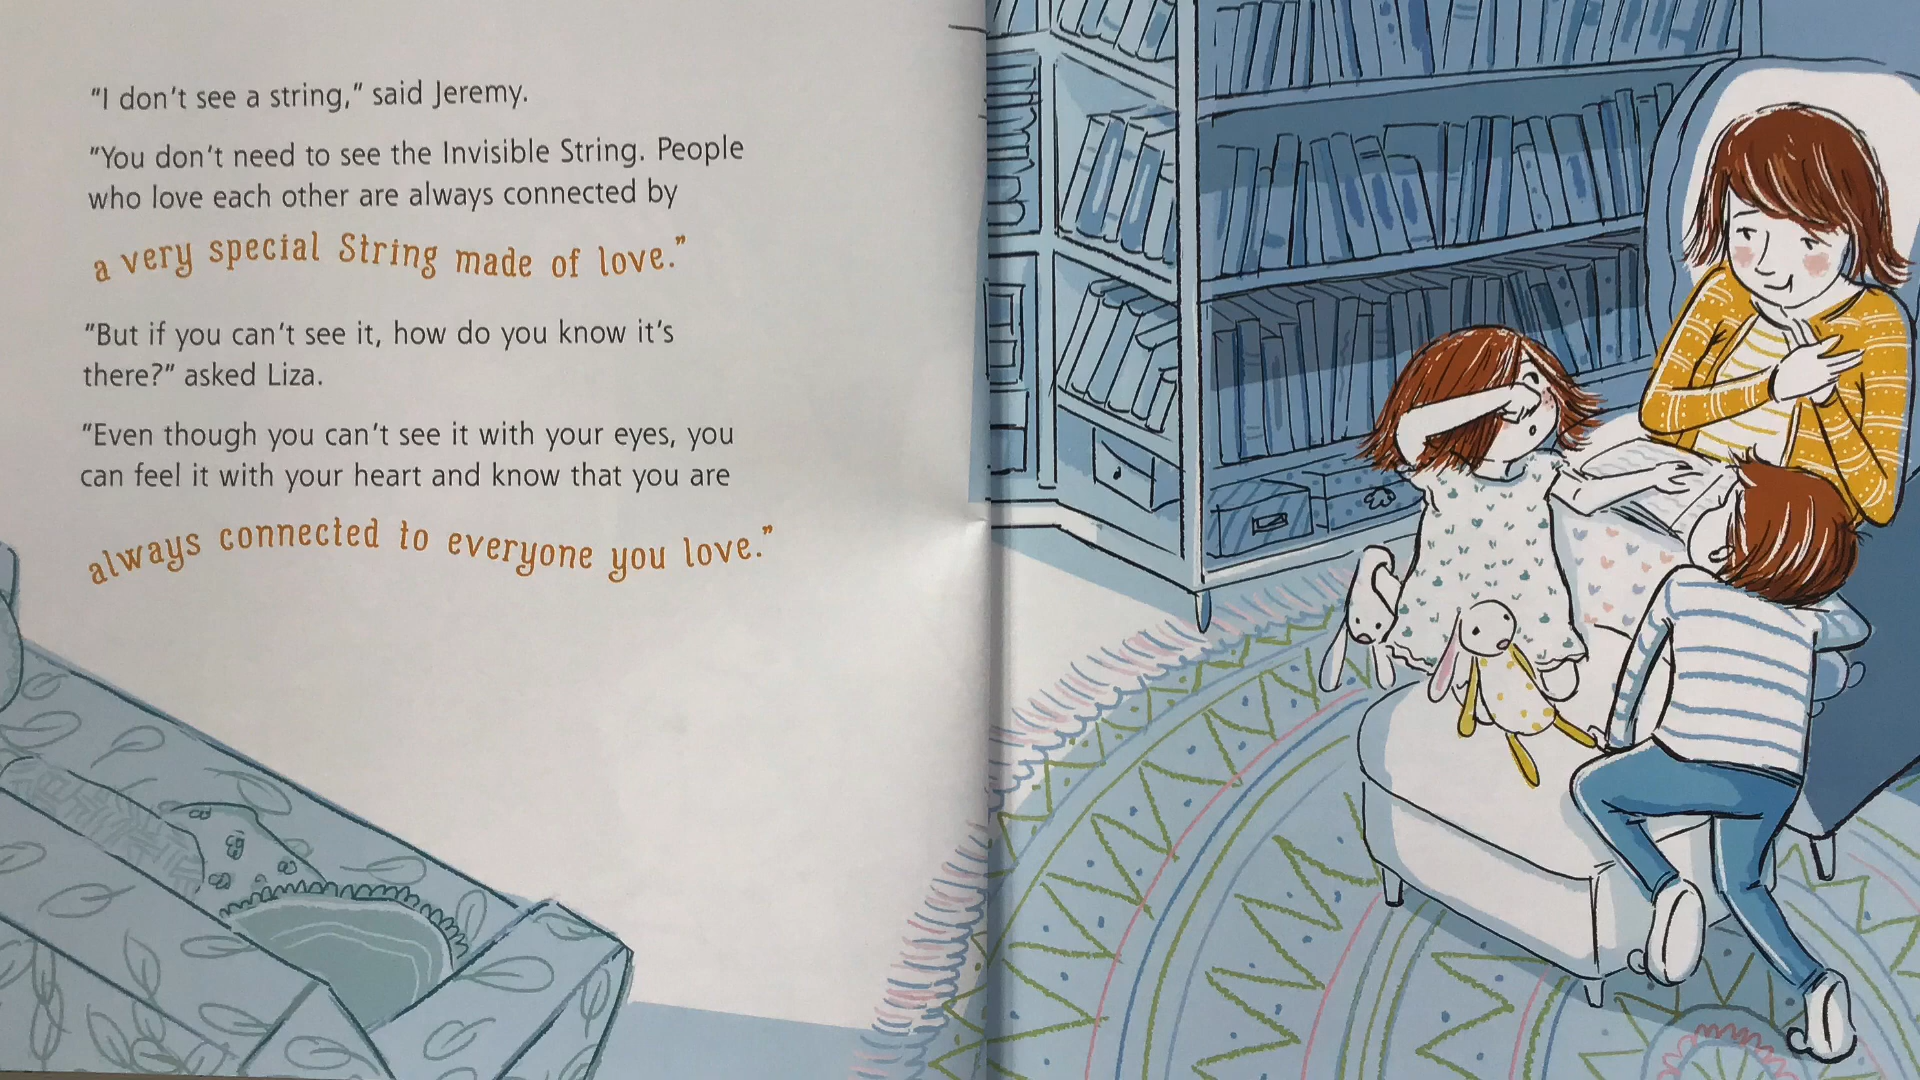 "I don't see a string," said Jeremy.
"You don't need to see the Invisible String. People
who love each other are always connected by
a very special String made of love."
"But if you can't see it, how do you know it's
there?" asked Liza.
"Even though you can't see it with your eyes, you
can feel it with your heart and know that you are
always connected to everyone you love."